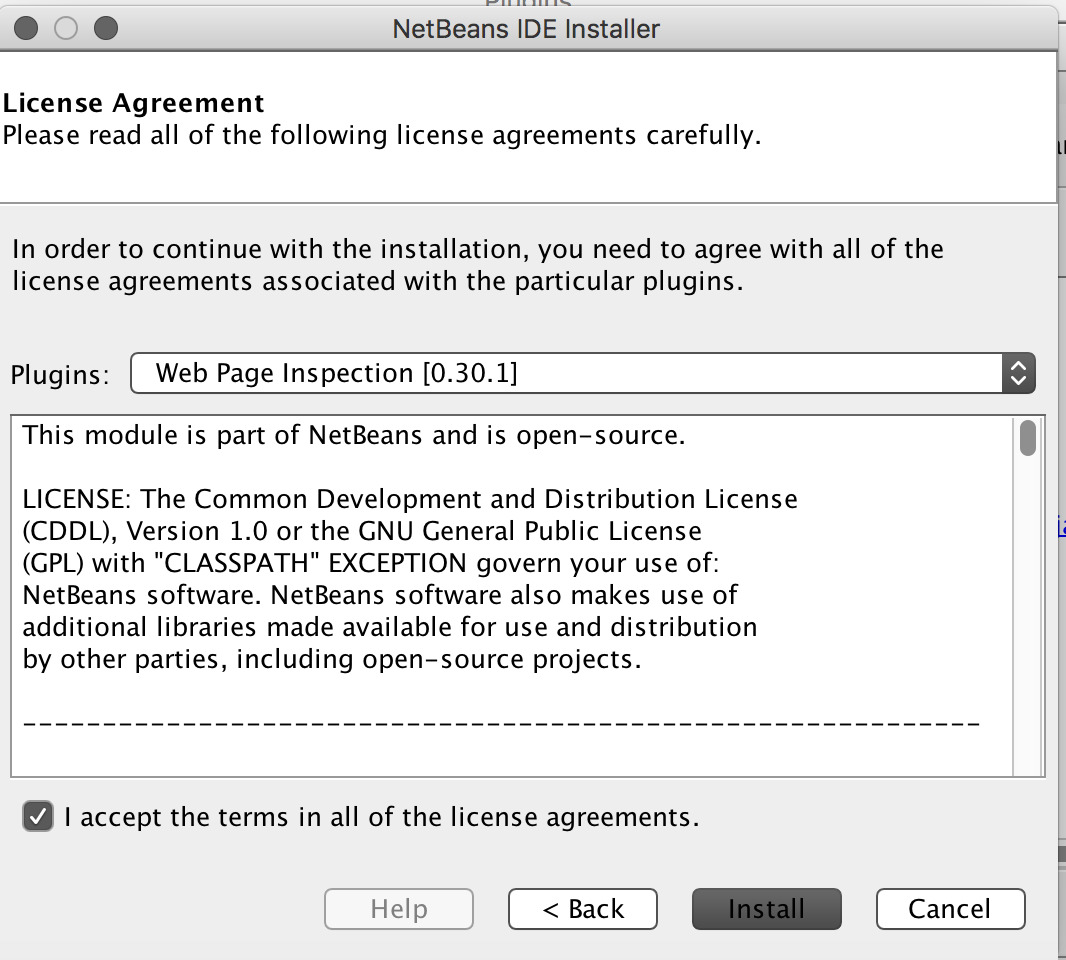 Plugins
NetBeans IDE Installer
License Agreement
Please read all of the following license agreements carefully.
In order to continue with the installation, you need to agree with all of the
license agreements associated with the particular plugins.
Plugins:
Web Page Inspection [0.30.1]
This module is part of NetBeans and is open-source.
LICENSE: The Common Development and Distribution License
(CDDL), Version 1.0 or the GNU General Public License
(GPL) with "CLASSPATH" EXCEPTION govern your use of:
NetBeans software. NetBeans software also makes use of
additional libraries made available for use and distribution
by other parties, including open-source projects.
------------------------------------------------------------
I accept the terms in all of the license agreements.
Help
< Back
Install
Cancel